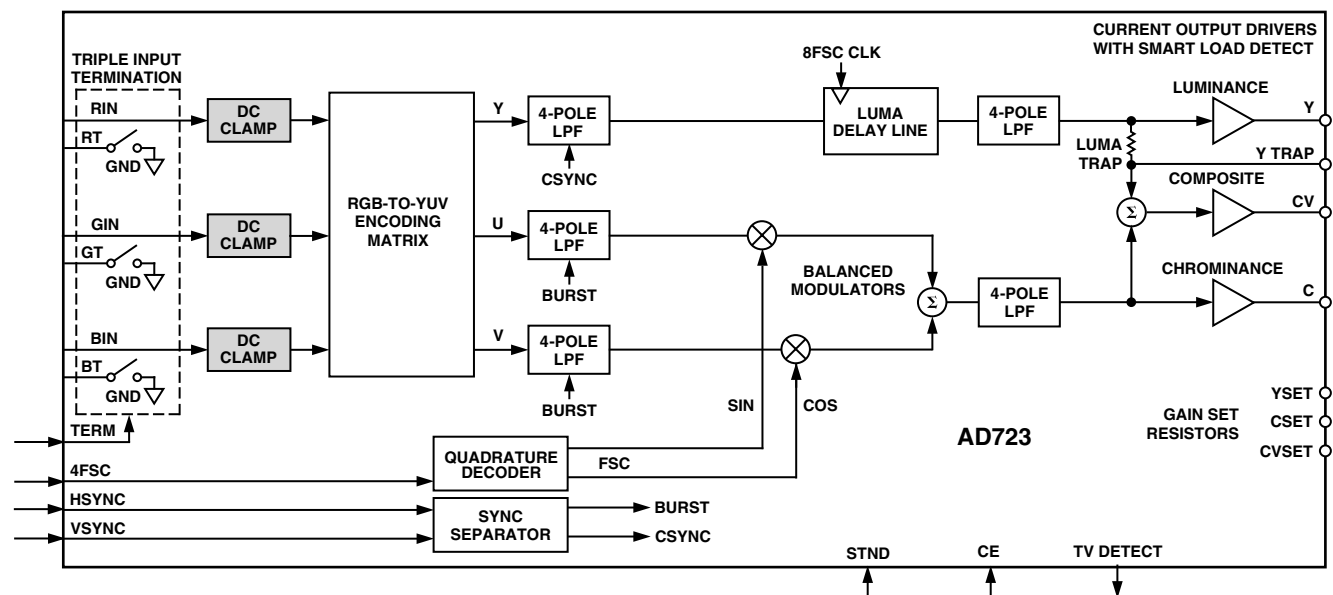 CURRENT OUTPUT DRIVERS
WITH SMART LOAD DETECT
TRIPLE INPUT
TERMINATION
8FSC CLK
RIN
DC
CLAMP
Y
4-POLE
LPF
LUMA
DELAY LINE
4-POLE
LPF
LUMINANCE
Y
RT
GND
CSYNC
LUMA
TRAP
Y TRAP
RGB-TO-YUV
ENCODING
MATRIX
COMPOSITE
Σ
CV
GIN
DC
CLAMP
U
4-POLE
LPF
GT
GND
BURST
BALANCED
MODULATORS
Σ
4-POLE
LPF
CHROMINANCE
C
BIN
DC
CLAMP
V
4-POLE
LPF
BT
GND
BURST
SIN
COS
YSET
CSET
CVSET
GAIN SET
RESISTORS
AD723
TERM
4FSC
QUADRATURE
DECODER
FSC
HSYNC
VSYNC
SYNC
SEPARATOR
BURST
CSYNC
STND
CE
TV DETECT